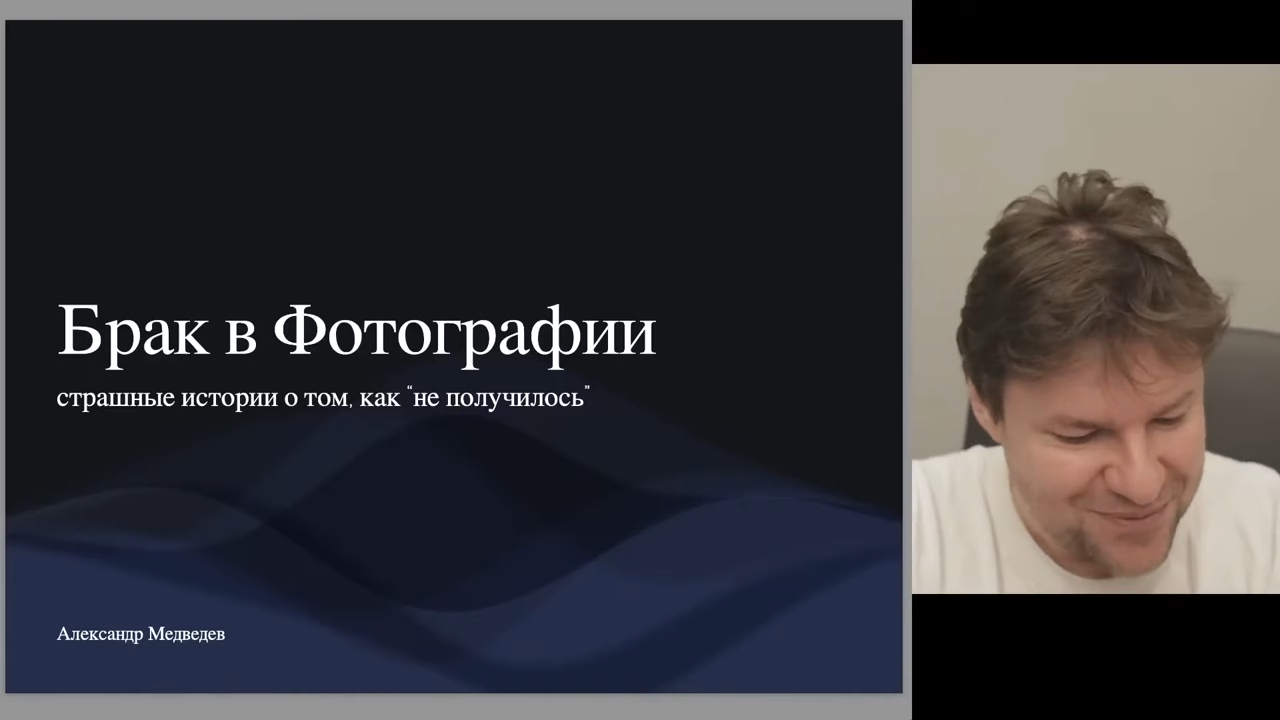 Брак в Фотографии
страшные истории о том, как “не получилось”
Александр Медведев